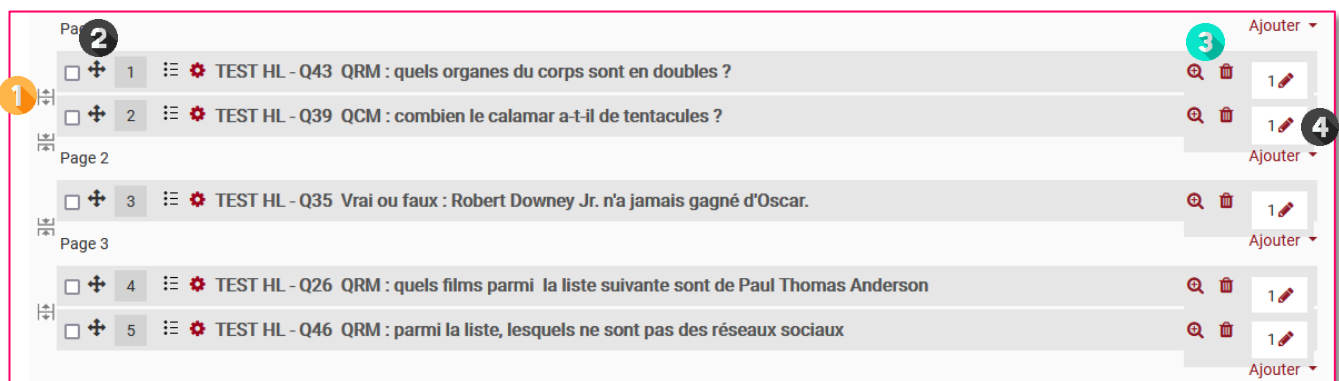 Page Ajouter
2 3
1 TEST HL - Q43 QRM : quels organes du corps sont en doubles ? 1
1
2 TEST HL - Q39 QCM : combien le calamar a-t-il de tentacules ? 1 4
Page 2 Ajouter
3 TEST HL - Q35 Vrai ou faux : Robert Downey Jr. n'a jamais gagné d'Oscar. 1
Page 3 Ajouter
4 TEST HL - Q26 QRM : quels films parmi la liste suivante sont de Paul Thomas Anderson 1
5 TEST HL - Q46 QRM : parmi la liste, lesquels ne sont pas des réseaux sociaux 1
Ajouter